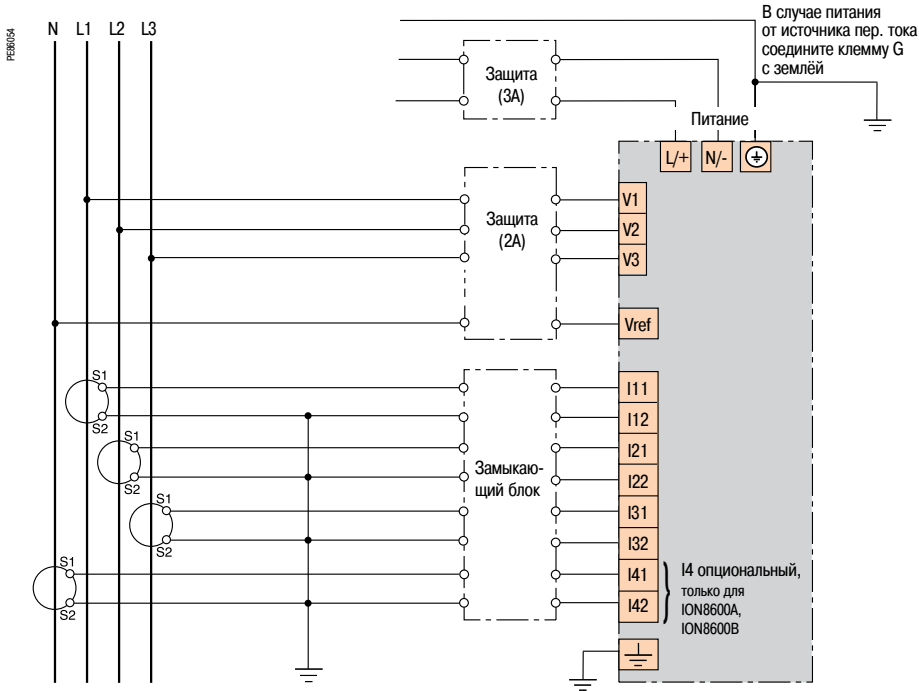 PE86054
N L1 L2 L3
В случае питания
от источника пер. тока
соедините клемму G
с землёй
Защита
(3А)
Питание
L/+ N/-
Защита
(2А)
V1
V2
V3
Vref
S1
S2
S1
S2
S1
S2
S1
S2
Замыкаю-
щий блок
I11
I12
I21
I22
I31
I32
I41
I42
I4 опциональный,
только для
ION8600A,
ION8600B